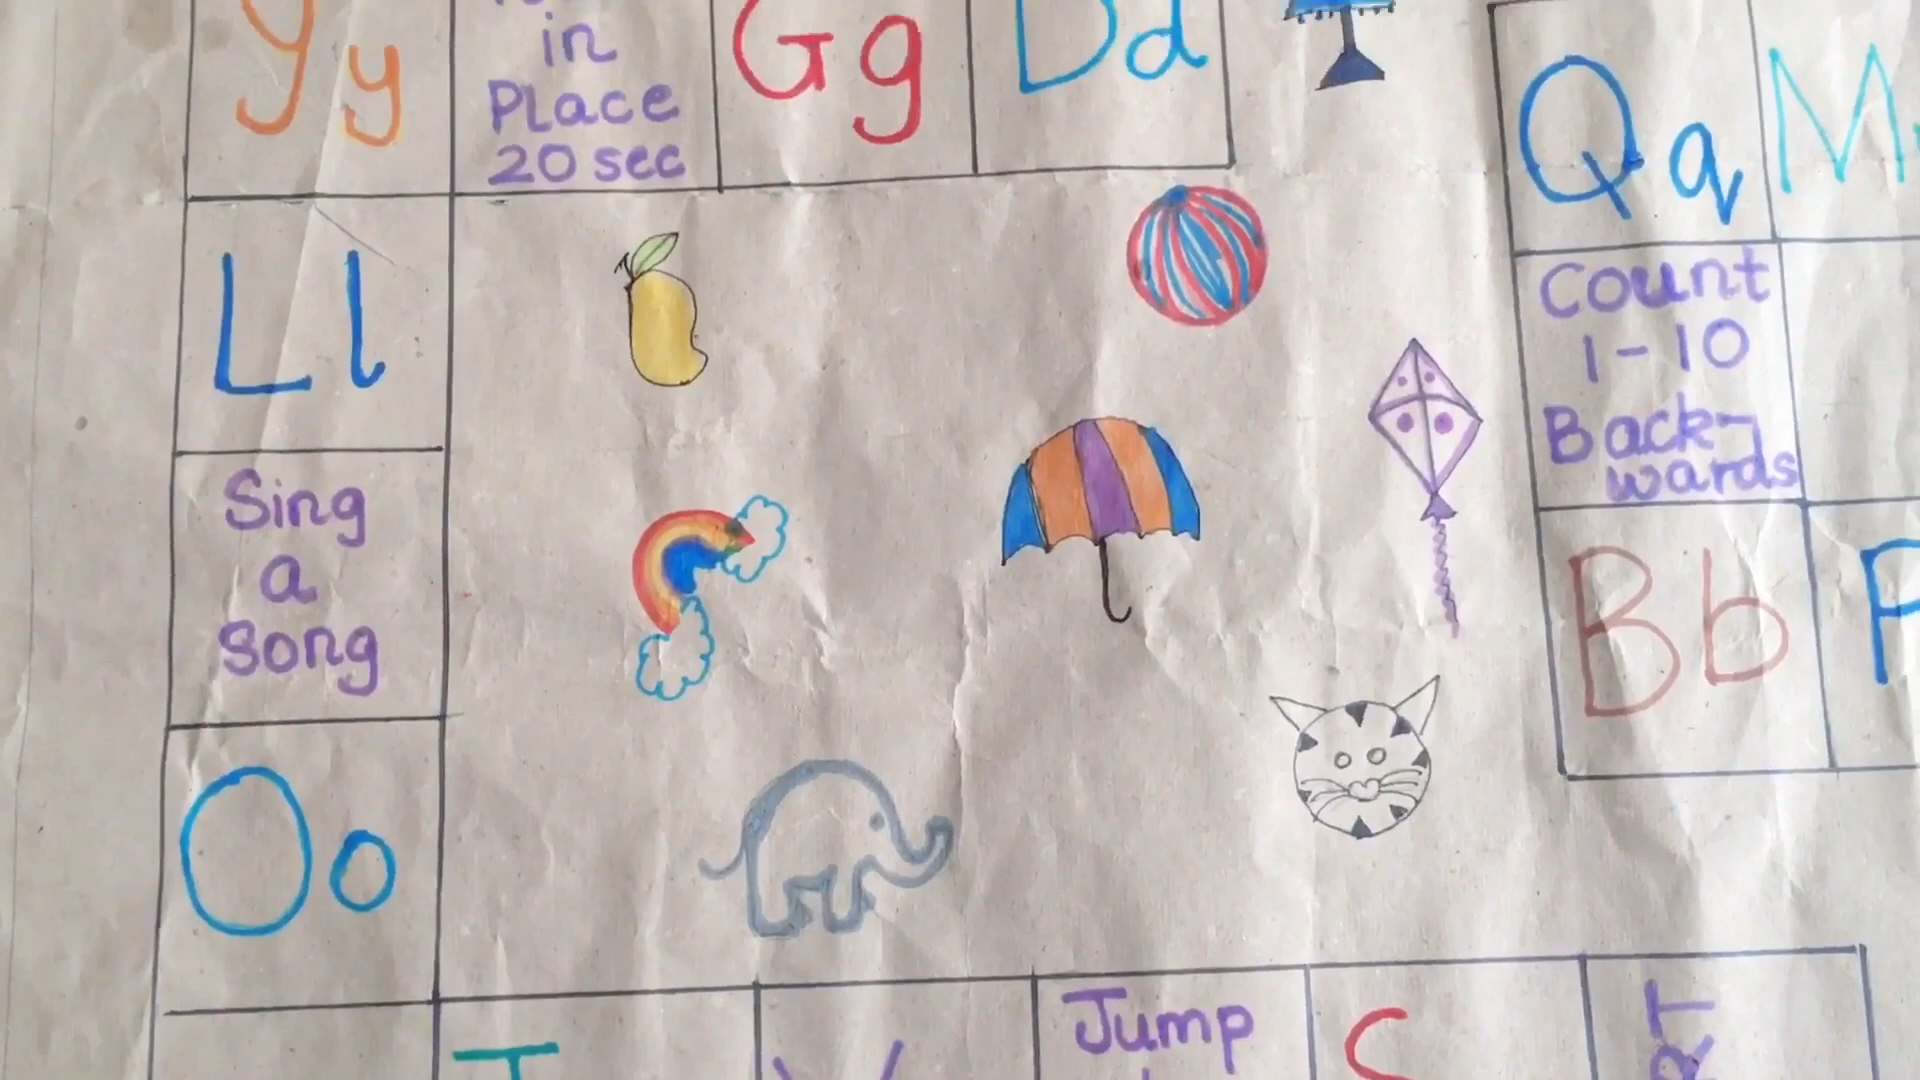 Yy
in
Place
20 sec
Gg
Dd
Qq
M
Ll
Count
1-10
Back-
wards
Sing
a
Song
Bb
P
Oo
Jump